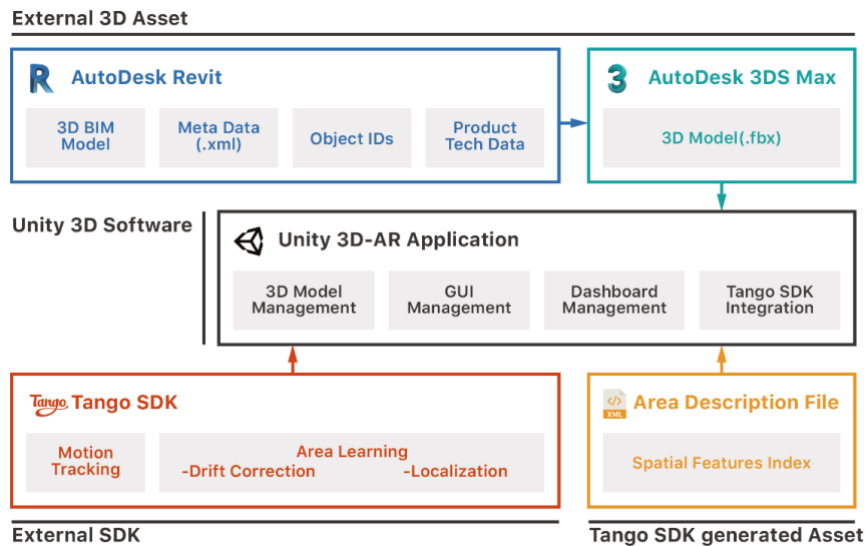 External 3D Asset
R AutoDesk Revit
3D BIM
Model
Meta Data
(.xml)
Object IDs
Product
Tech Data
3 AutoDesk 3DS Max
3D Model(.fbx)
Unity 3D Software
Unity 3D-AR Application
3D Model
Management
GUI
Management
Dashboard
Management
Tango SDK
Integration
Tango Tango SDK
Motion
Tracking
Area Learning
-Drift Correction -Localization
</> XML
Area Description File
Spatial Features Index
External SDK
Tango SDK generated Asset